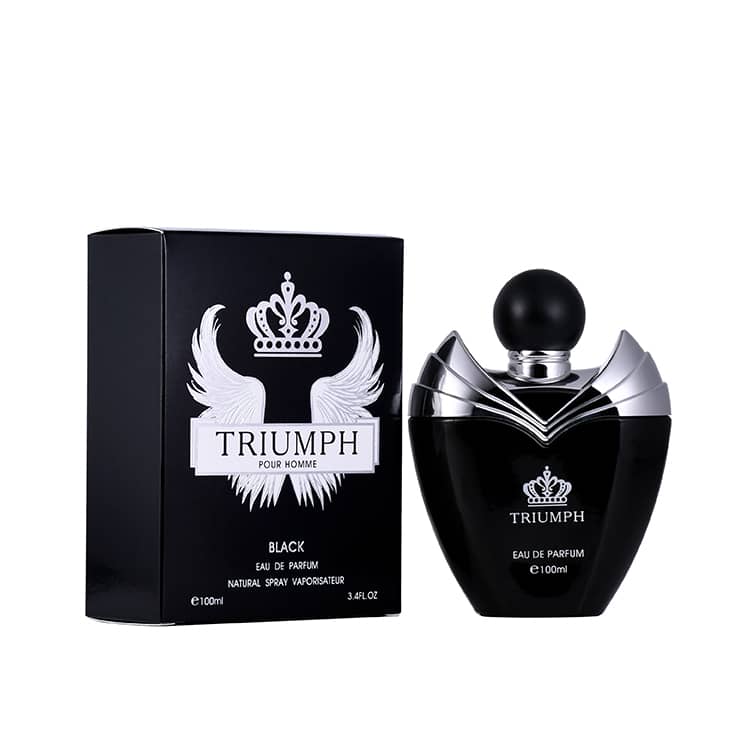 TRIUMPH
POUR HOMME
BLACK
EAU DE PARFUM
NATURAL SPRAY VAPORISATEUR
℮100ml
3.4FL.OZ
TRIUMPH
EAU DE PARFUM
℮100ml